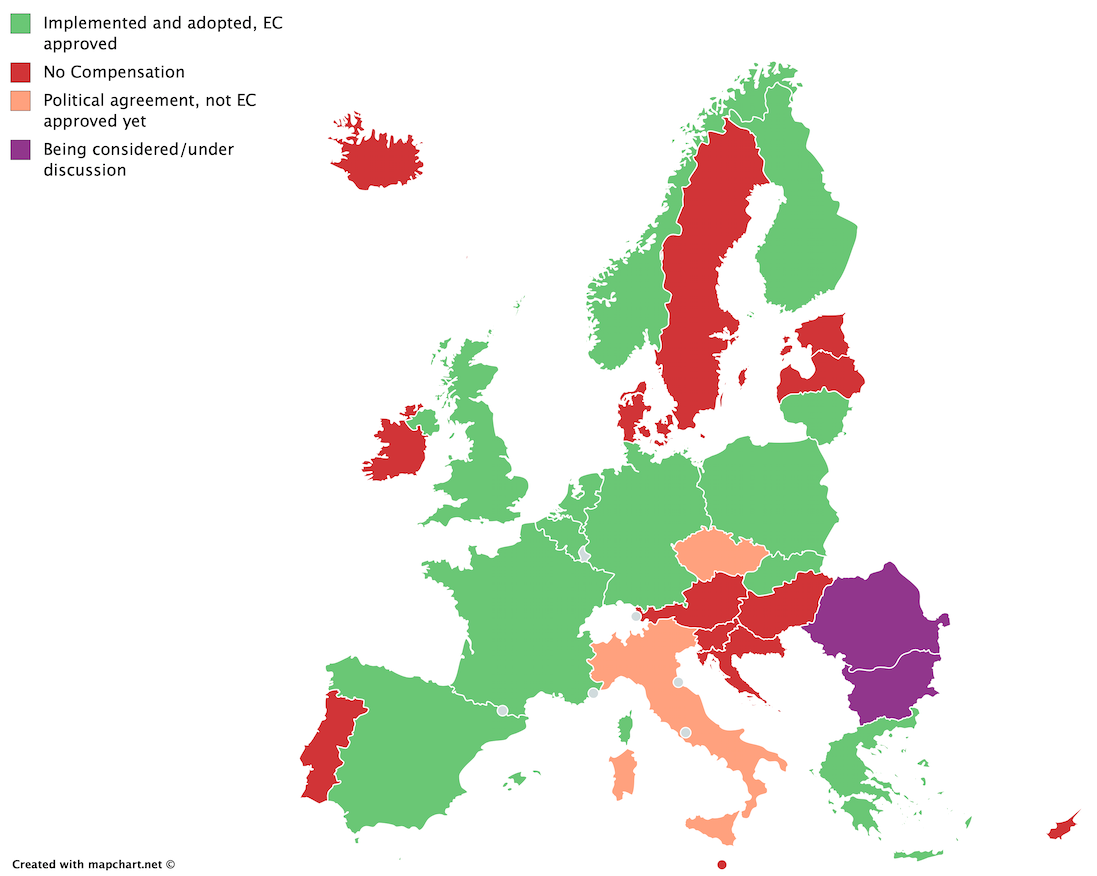 Implemented and adopted, EC
approved
No Compensation
Political agreement, not EC
approved yet
Being considered/under
discussion
Created with mapchart.net ©